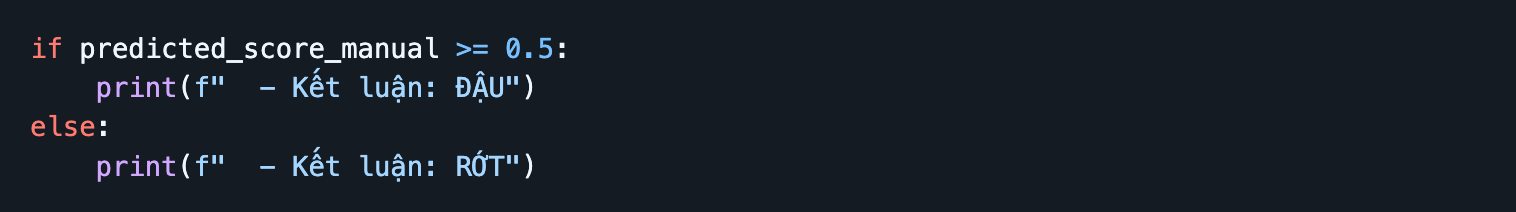 if predicted_score_manual >= 0.5:
    print(f"  - Kết luận: ĐẬU")
else:
    print(f"  - Kết luận: RỚT")